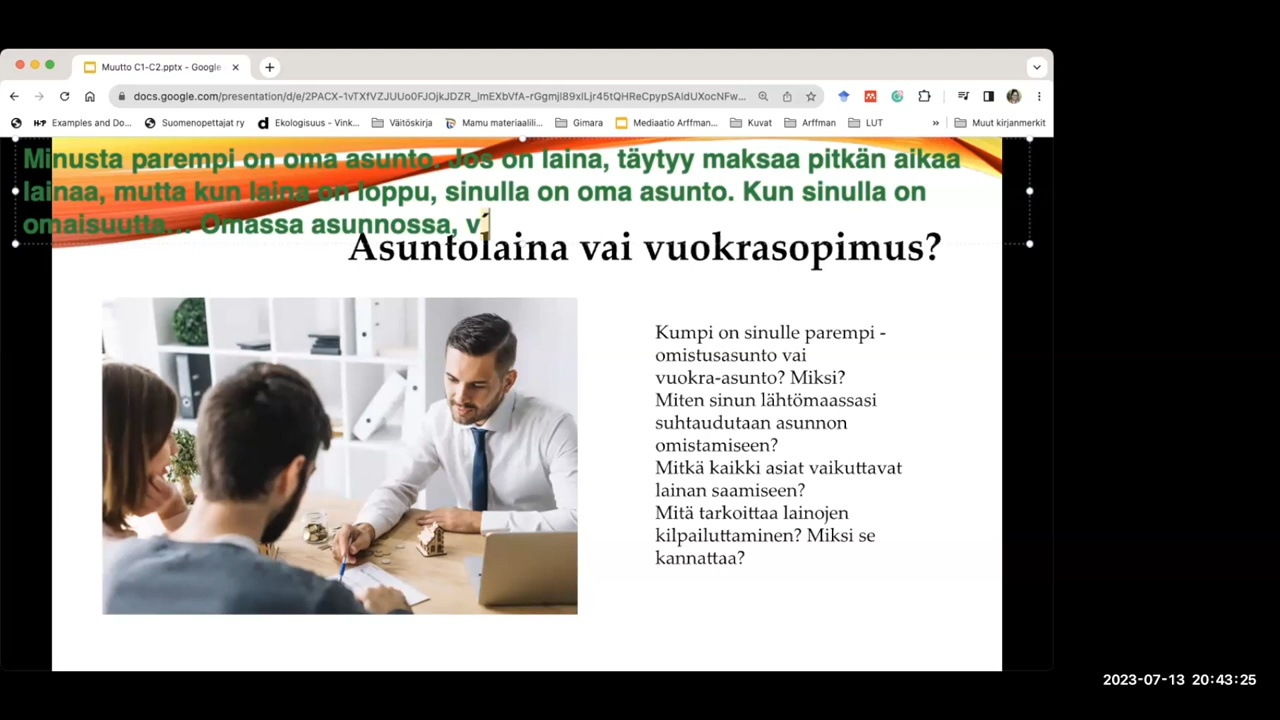 Muutto C1-C2.pptx - Google
docs.google.com/presentation/d/e/
Examples and Do...
Suomenopettajat ry
Ekologisuus - Vink...
Väitöskirja
Mamu materiaalili...
Gimara
Mediaatio Arffman...
Kuvat
Arffman
LUT
»
Muut kirjanmerkit
Minusta parempi on oma asunto. Jos on laina, täytyy maksaa pitkän aikaa
lainaa, mutta kun laina on loppu, sinulla on oma asunto. Kun sinulla on
omaisuutta... Omassa asunnossa, v
Asuntolaina vai vuokrasopimus?
Kumpi on sinulle parempi -
omistusasunto vai
vuokra-asunto? Miksi?
Miten sinun lähtömaassasi
suhtaudutaan asunnon
omistamiseen?
Mitkä kaikki asiat vaikuttavat
lainan saamiseen?
Mitä tarkoittaa lainojen
kilpailuttaminen? Miksi se
kannattaa?
2023-07-13 20:43:25